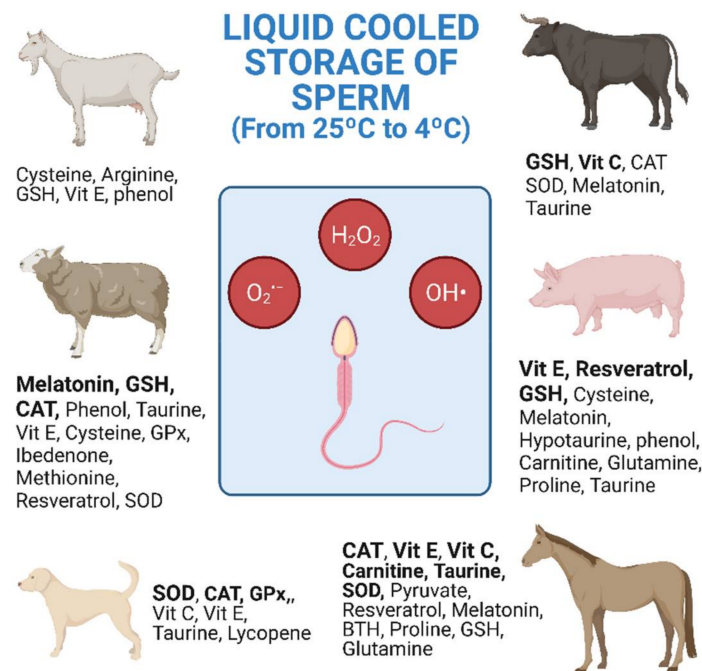 LIQUID COOLED
STORAGE OF
SPERM
(From 25ºC to 4ºC)
Cysteine, Arginine,
GSH, Vit E, phenol
GSH, Vit C, CAT
SOD, Melatonin,
Taurine
H₂O₂
O₂•−
OH•
Melatonin, GSH,
CAT, Phenol, Taurine,
Vit E, Cysteine, GPx,
Ibedenone,
Methionine,
Resveratrol, SOD
Vit E, Resveratrol,
GSH, Cysteine,
Melatonin,
Hypotaurine, phenol,
Carnitine, Glutamine,
Proline, Taurine
SOD, CAT, GPx,,
Vit C, Vit E,
Taurine, Lycopene
CAT, Vit E, Vit C,
Carnitine, Taurine,
SOD, Pyruvate,
Resveratrol, Melatonin,
BTH, Proline, GSH,
Glutamine